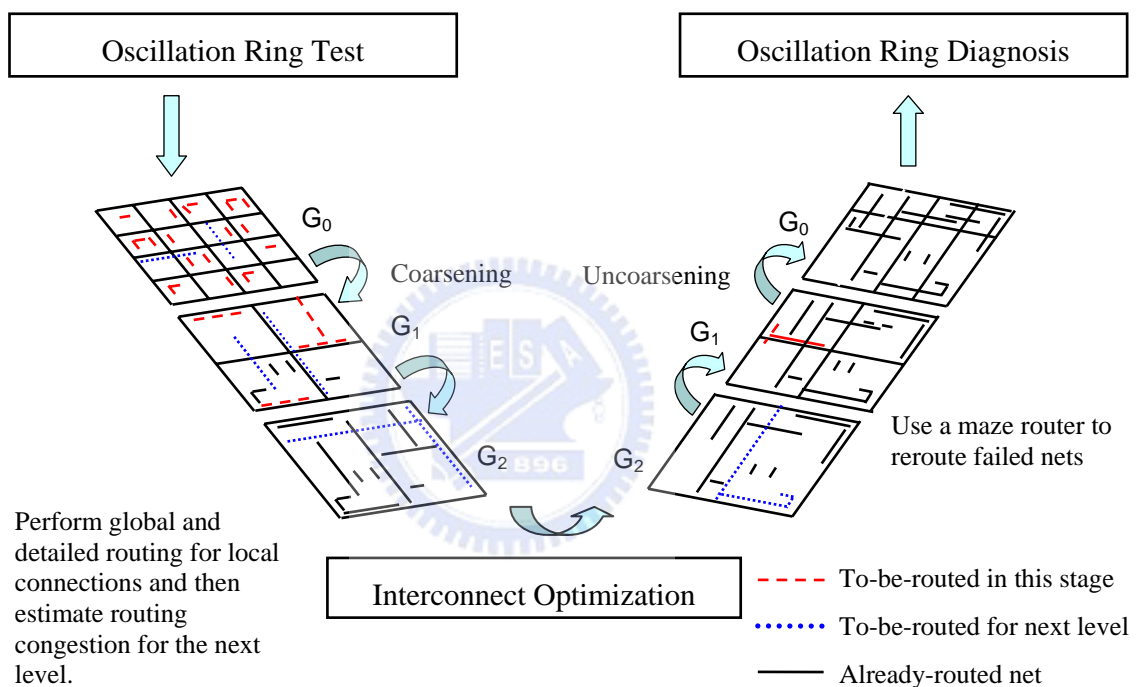 Oscillation Ring Test
Oscillation Ring Diagnosis
G0
G0
Coarsening
Uncoarsening
G1
G1
ESA
Use a maze router to
reroute failed nets
G2
G2
896
Perform global and
detailed routing for local
connections and then
estimate routing
congestion for the next
level.
Interconnect Optimization
To-be-routed in this stage
To-be-routed for next level
Already-routed net